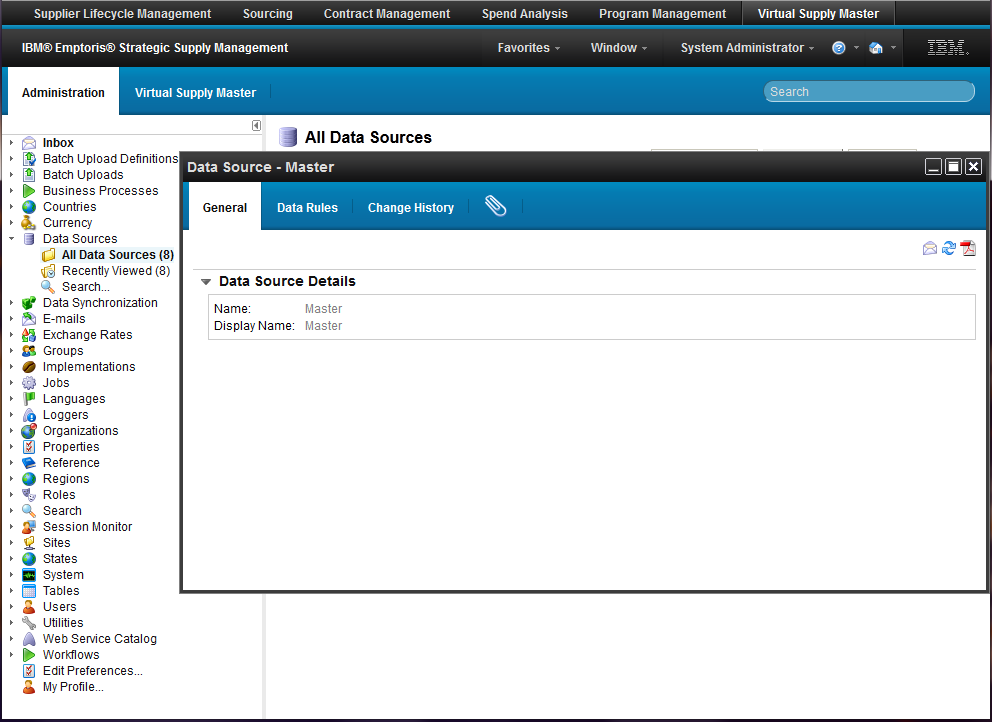 Supplier Lifecycle Management Sourcing Contract Management Spend Analysis Program Management Virtual Supply Master
IBM® Emptoris® Strategic Supply Management Favorites Window System Administrator IBM.
Administration Virtual Supply Master Search
All Data Sources
Inbox
Batch Upload Definitions
Batch Uploads
Business Processes
Countries
Currency
Data Sources
All Data Sources (8)
Recently Viewed (8)
Search...
Data Synchronization
E-mails
Exchange Rates
Groups
Implementations
Jobs
Languages
Loggers
Organizations
Properties
Reference
Regions
Roles
Search
Session Monitor
Sites
States
System
Tables
Users
Utilities
Web Service Catalog
Workflows
Edit Preferences...
My Profile...
Data Source - Master
General Data Rules Change History
Data Source Details
Name: Master
Display Name: Master